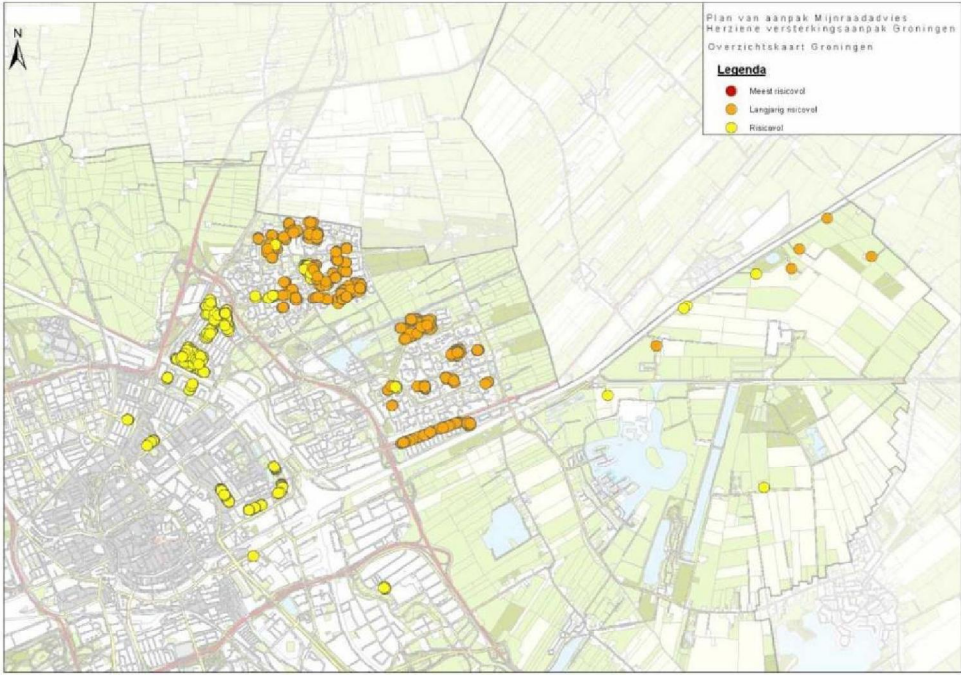 Plan van aanpak Mijnraadadvies
Herziene versterkingsaanpak Groningen
Overzichtskaart Groningen
Legenda
Meest risicovol
Langjarig risicovol
Risicovol
N